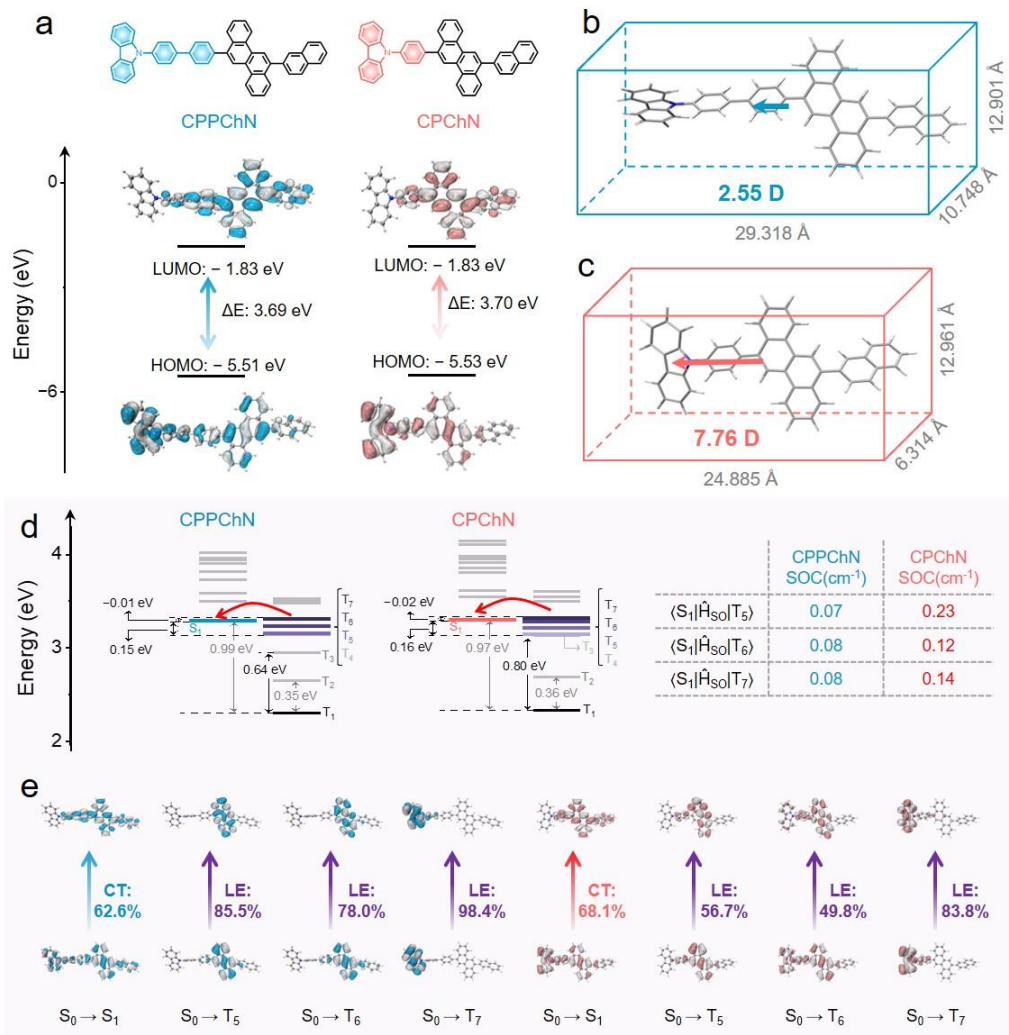 a
N
N
CPPChN
CPChN
0
LUMO: − 1.83 eV
LUMO: − 1.83 eV
ΔE: 3.69 eV
ΔE: 3.70 eV
Energy (eV)
HOMO: − 5.51 eV
HOMO: − 5.53 eV
−6
b
12.901 Å
2.55 D
10.748 Å
29.318 Å
c
12.961 Å
7.76 D
6.314 Å
24.885 Å
d
CPPChN
CPChN
4
3
2
Energy (eV)
−0.01 eV
0.15 eV
S1
0.99 eV
0.64 eV
0.35 eV
T7
T6
T5
T3
T4
T2
T1
−0.02 eV
0.16 eV
S1
0.97 eV
0.80 eV
0.36 eV
T7
T6
T5
T3
T4
T2
T1
CPPChN CPChN
SOC(cm-1) SOC(cm-1)
⟨S1|ĤSO|T5⟩ 0.07 0.23
⟨S1|ĤSO|T6⟩ 0.08 0.12
⟨S1|ĤSO|T7⟩ 0.08 0.14
e
CT: LE: LE: LE: CT: LE: LE: LE:
62.6% 85.5% 78.0% 98.4% 68.1% 56.7% 49.8% 83.8%
S0 → S1 S0 → T5 S0 → T6 S0 → T7 S0 → S1 S0 → T5 S0 → T6 S0 → T7